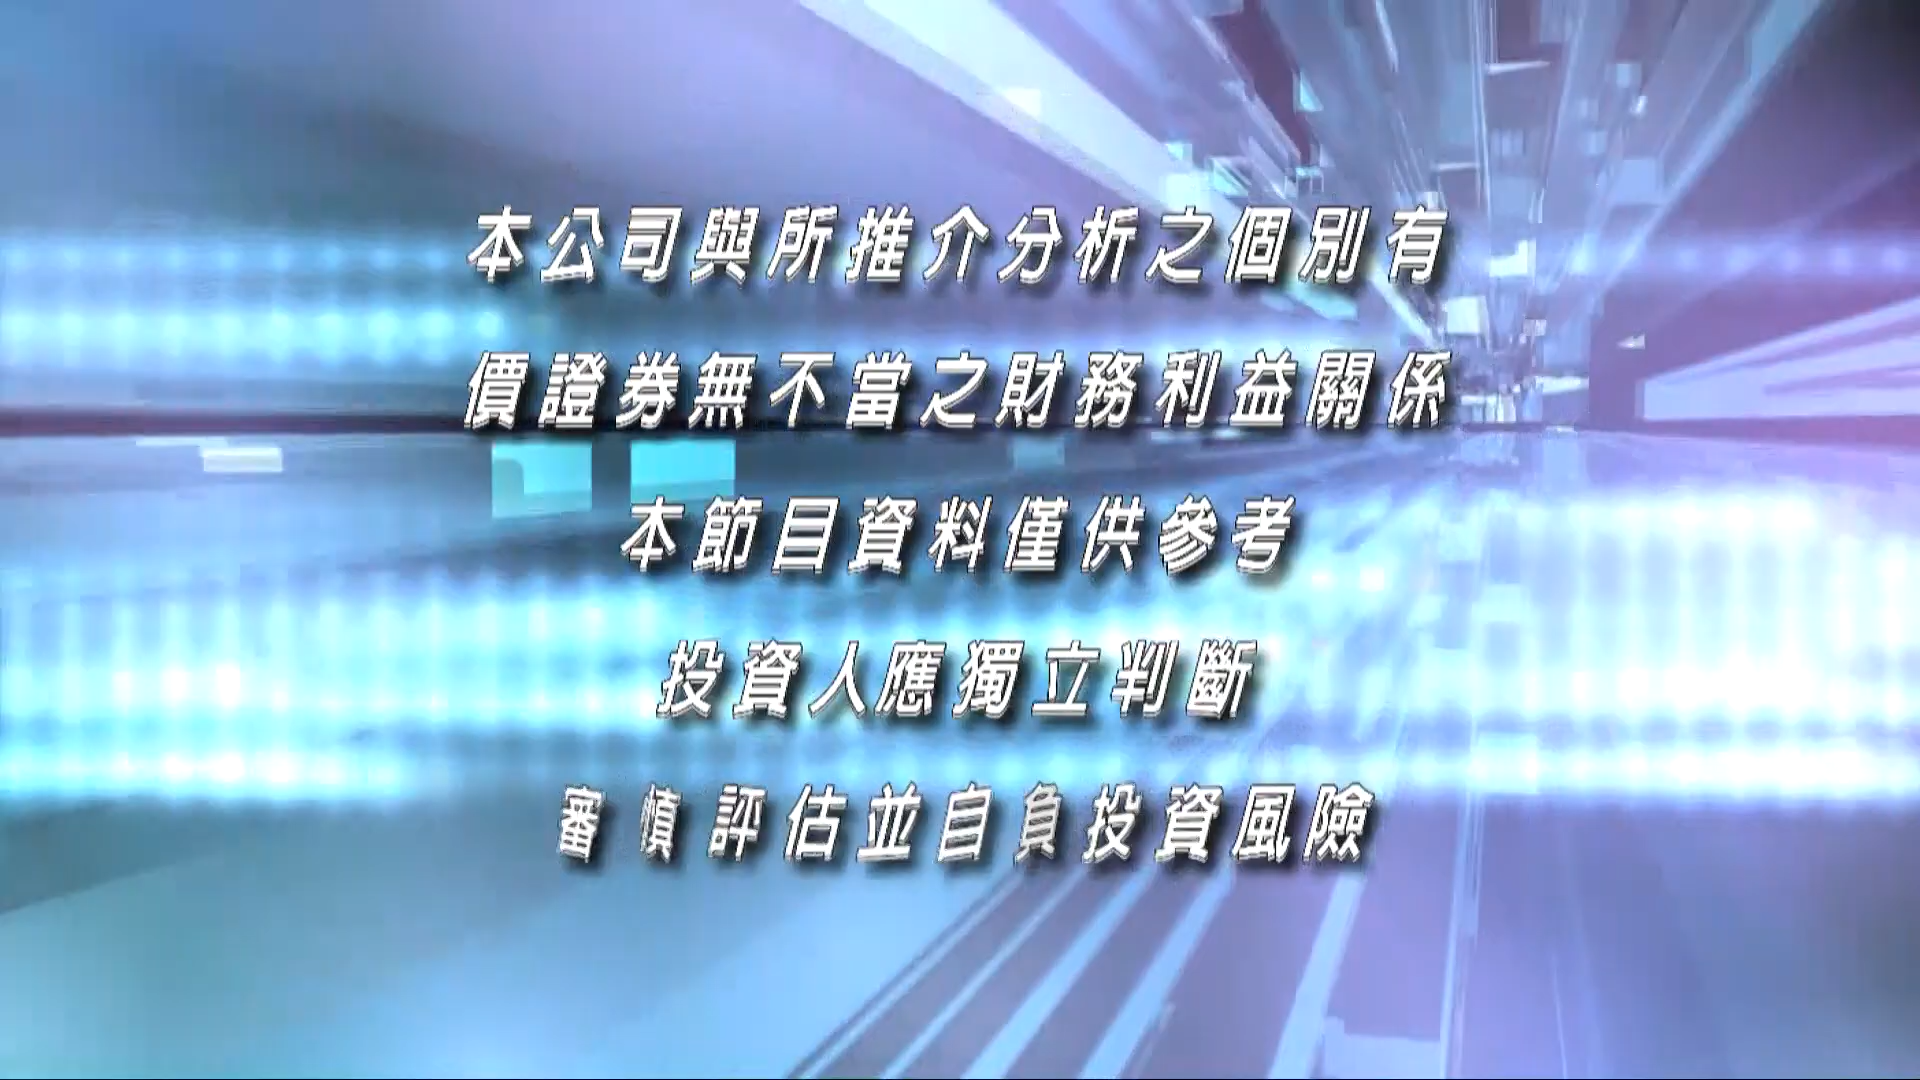 本公司與所推介分析之個別有
價證券無不當之財務利益關係
本節目資料僅供參考
投資人應獨立判斷
審慎評估並自負投資風險